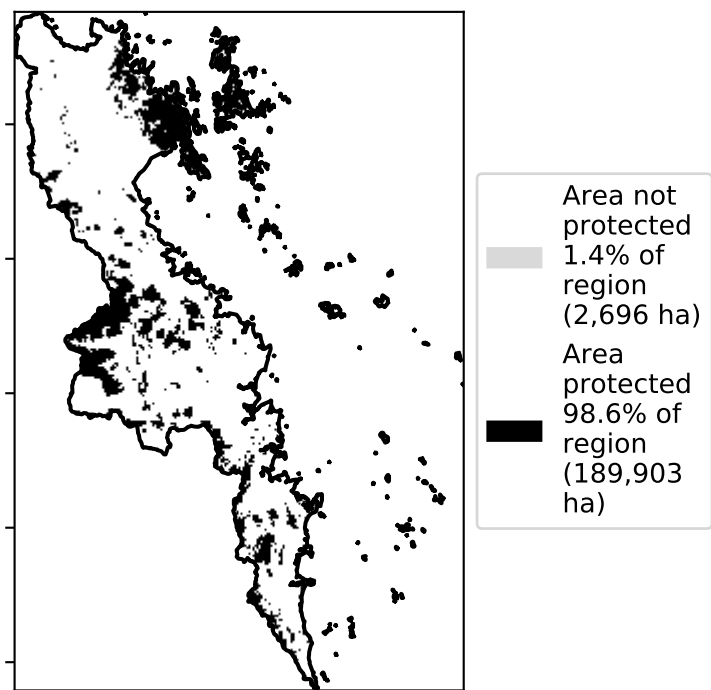 Area not
protected
1.4% of
region
(2,696 ha)
Area
protected
98.6% of
region
(189,903
ha)